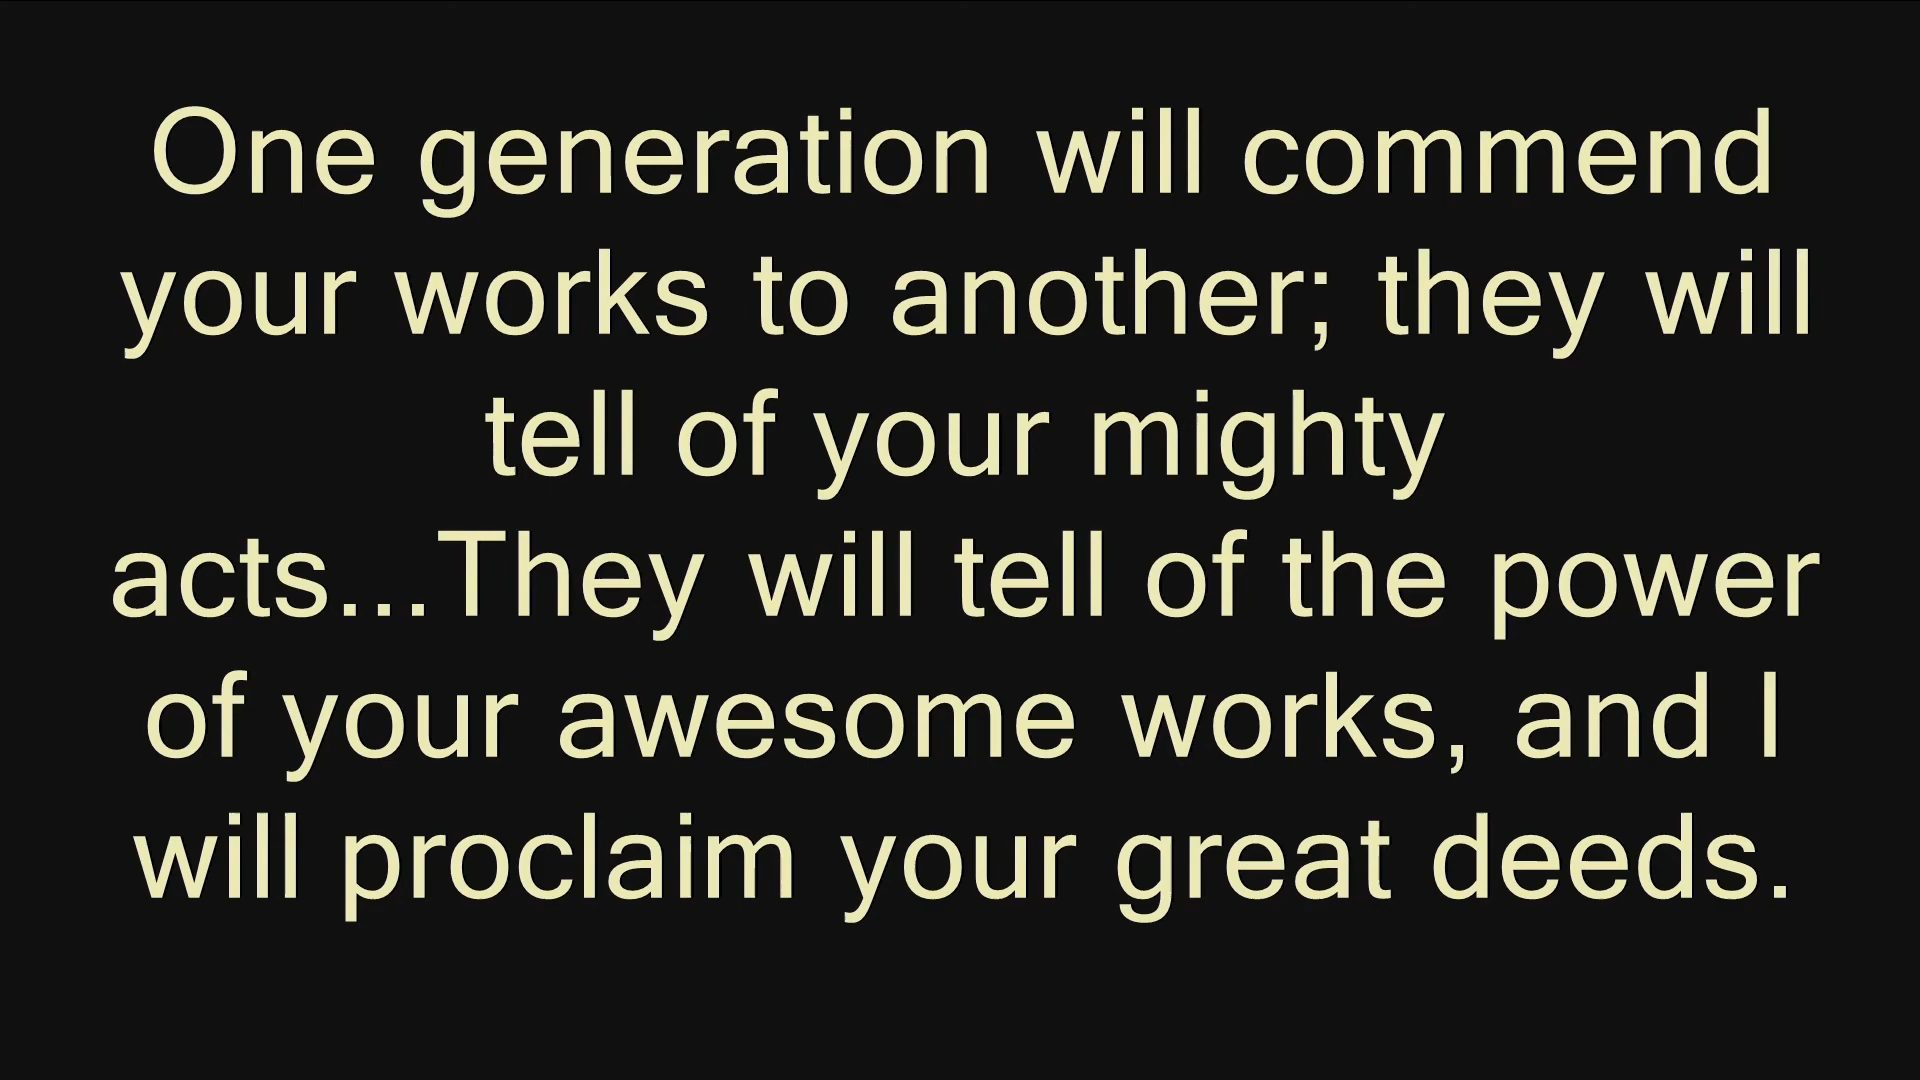 One generation will commend
your works to another; they will
tell of your mighty
acts...They will tell of the power
of your awesome works, and I
will proclaim your great deeds.